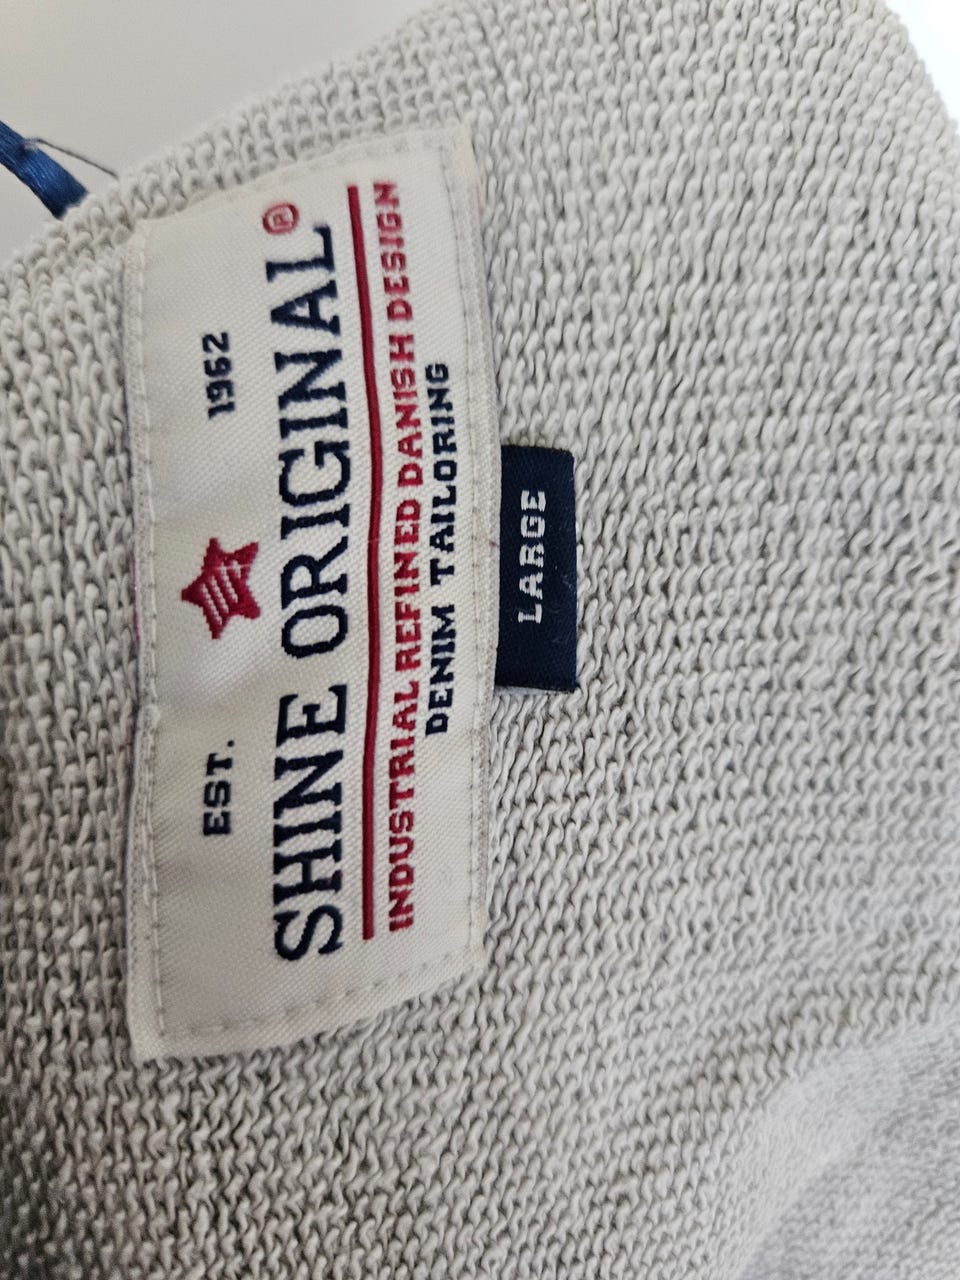 EST. 1962
SHINE ORIGINAL®
INDUSTRIAL REFINED DANISH DESIGN
DENIM TAILORING
LARGE